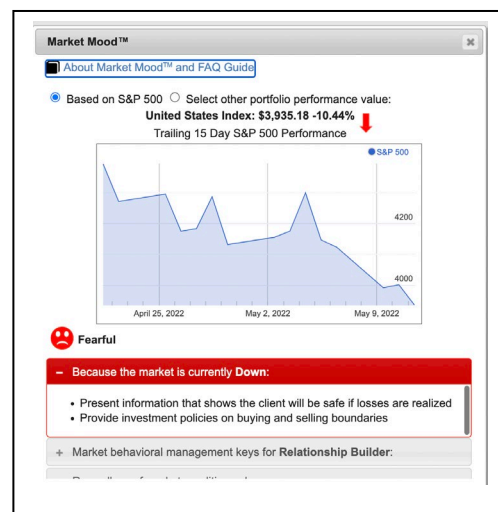 Market Mood™
About Market Mood™ and FAQ Guide
Based on S&P 500 Select other portfolio performance value:
United States Index: $3,935.18 -10.44%
Trailing 15 Day S&P 500 Performance
S&P 500
4200
4000
April 25, 2022 May 2, 2022 May 9, 2022
Fearful
– Because the market is currently Down:
• Present information that shows the client will be safe if losses are realized
• Provide investment policies on buying and selling boundaries
+ Market behavioral management keys for Relationship Builder: